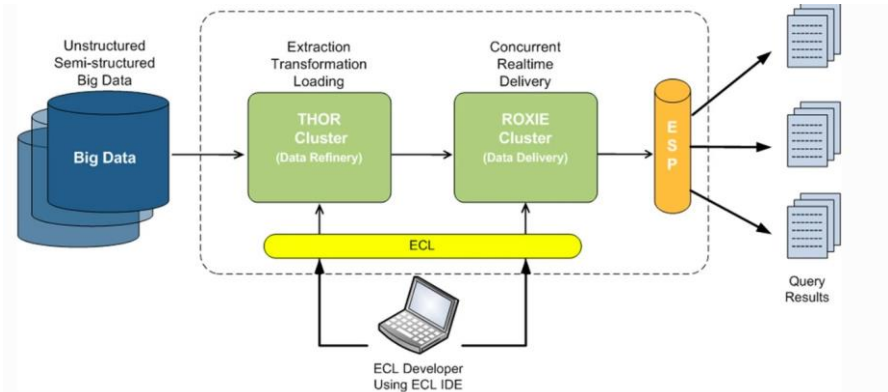 Unstructured
Semi-structured
Big Data
Big Data
Extraction
Transformation
Loading
THOR
Cluster
(Data Refinery)
Concurrent
Realtime
Delivery
ROXIE
Cluster
(Data Delivery)
ESP
ECL
ECL Developer
Using ECL IDE
Query
Results